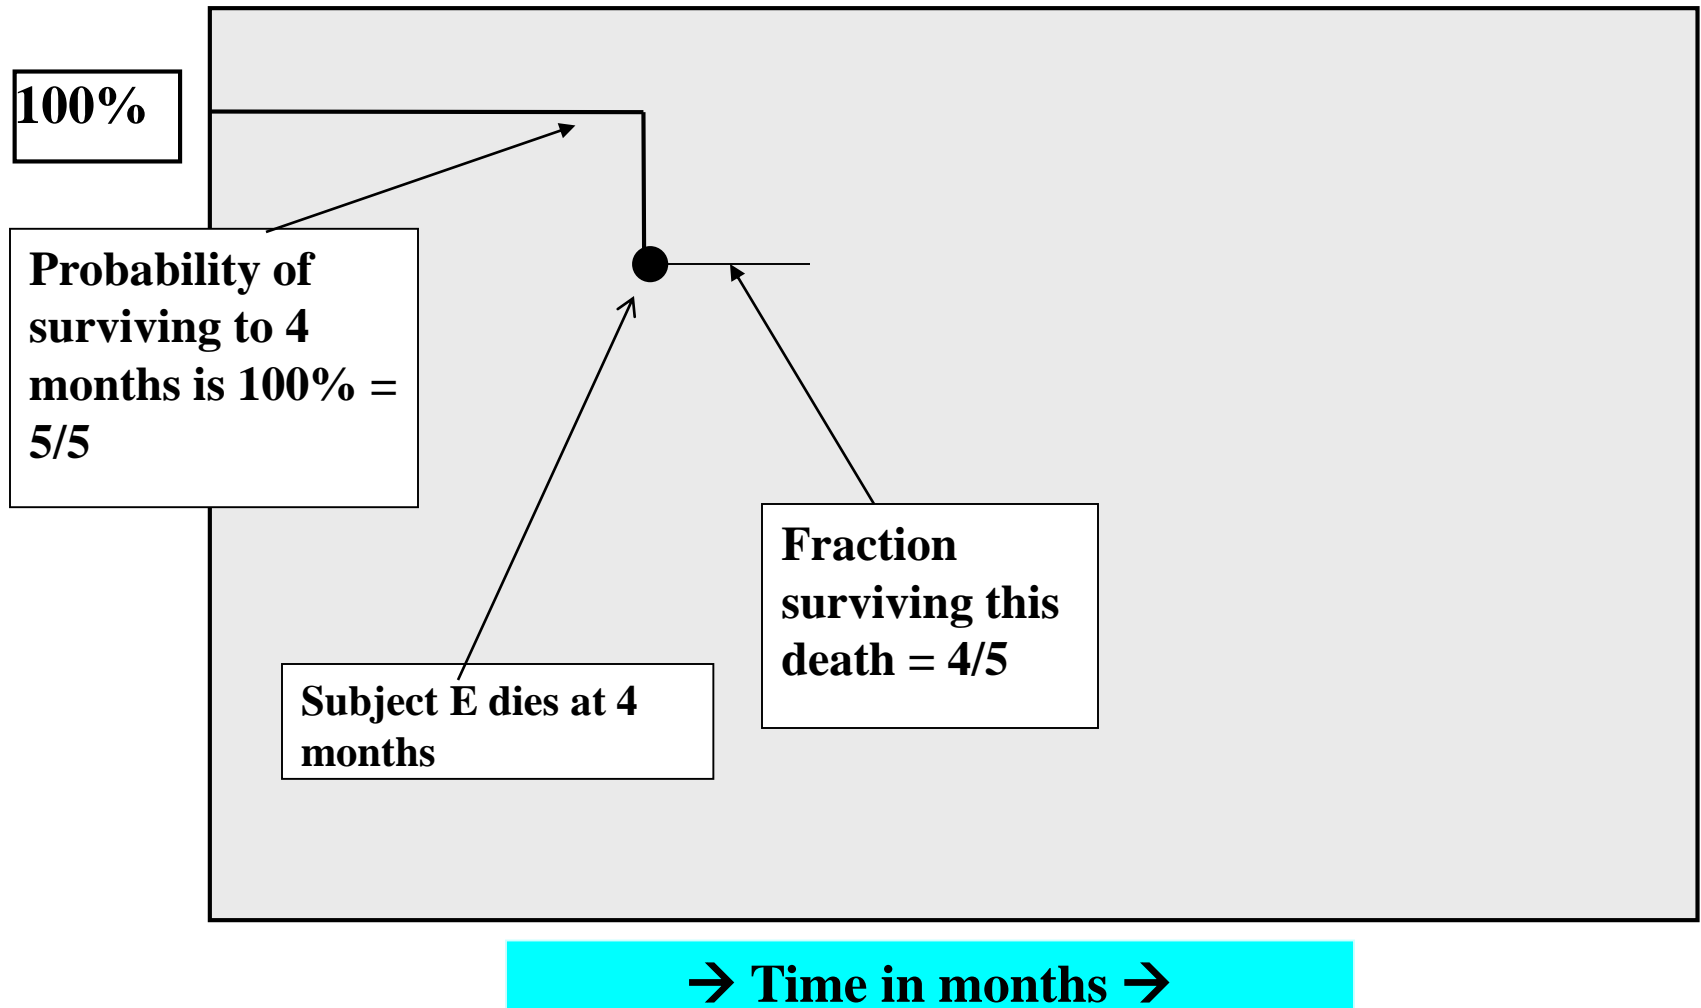 100%
Probability of
surviving to 4
months is 100% =
5/5
Fraction
surviving this
death = 4/5
Subject E dies at 4
months
→ Time in months →